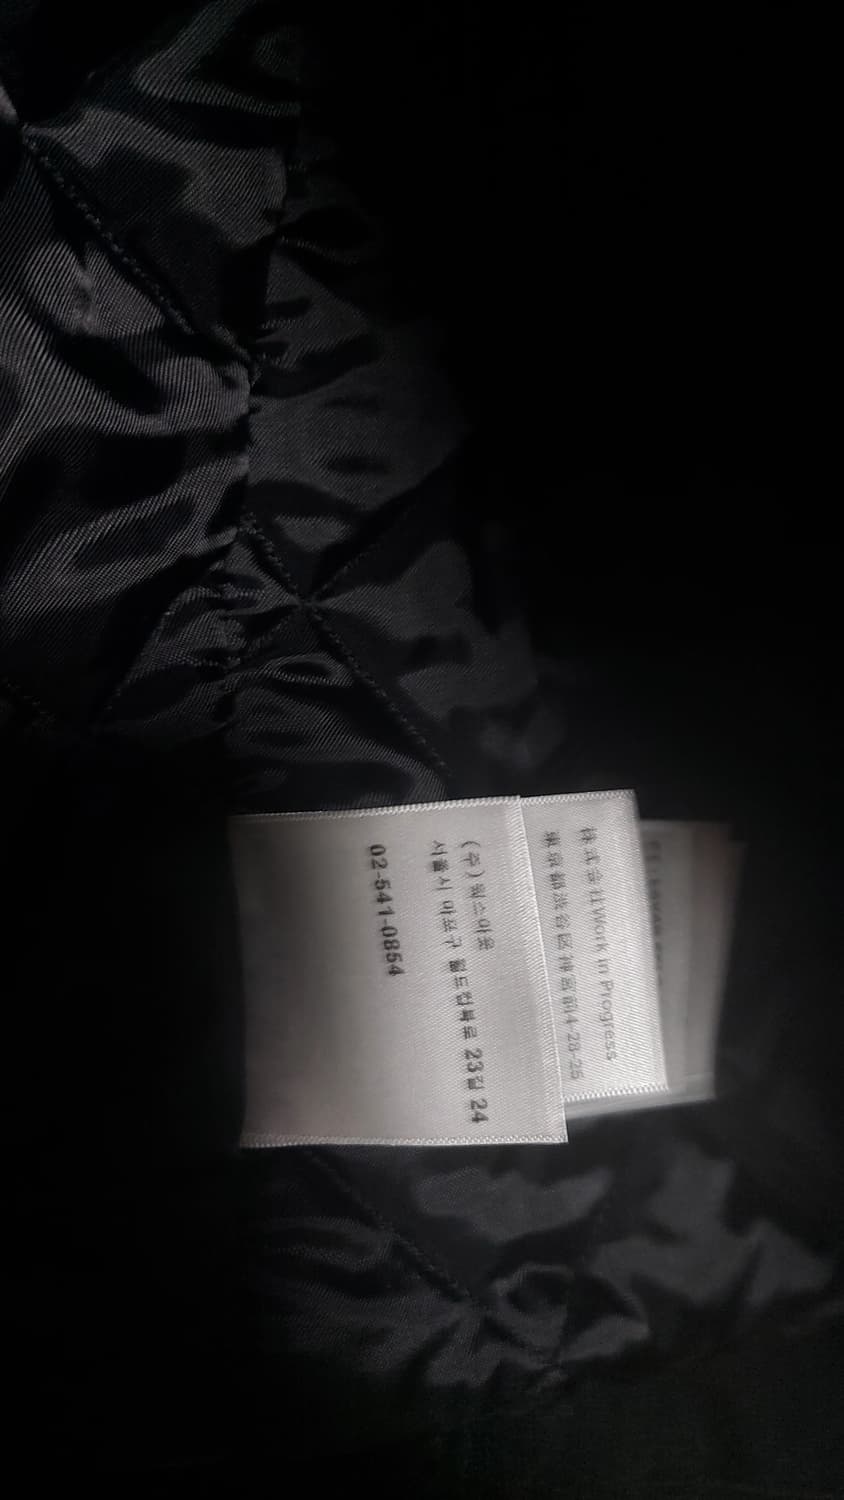 (주)웍스아웃
서울시 마포구 월드컵북로 23길 24
02-541-0854
株式会社Work in Progress
東京都渋谷区神宮前4-28-25